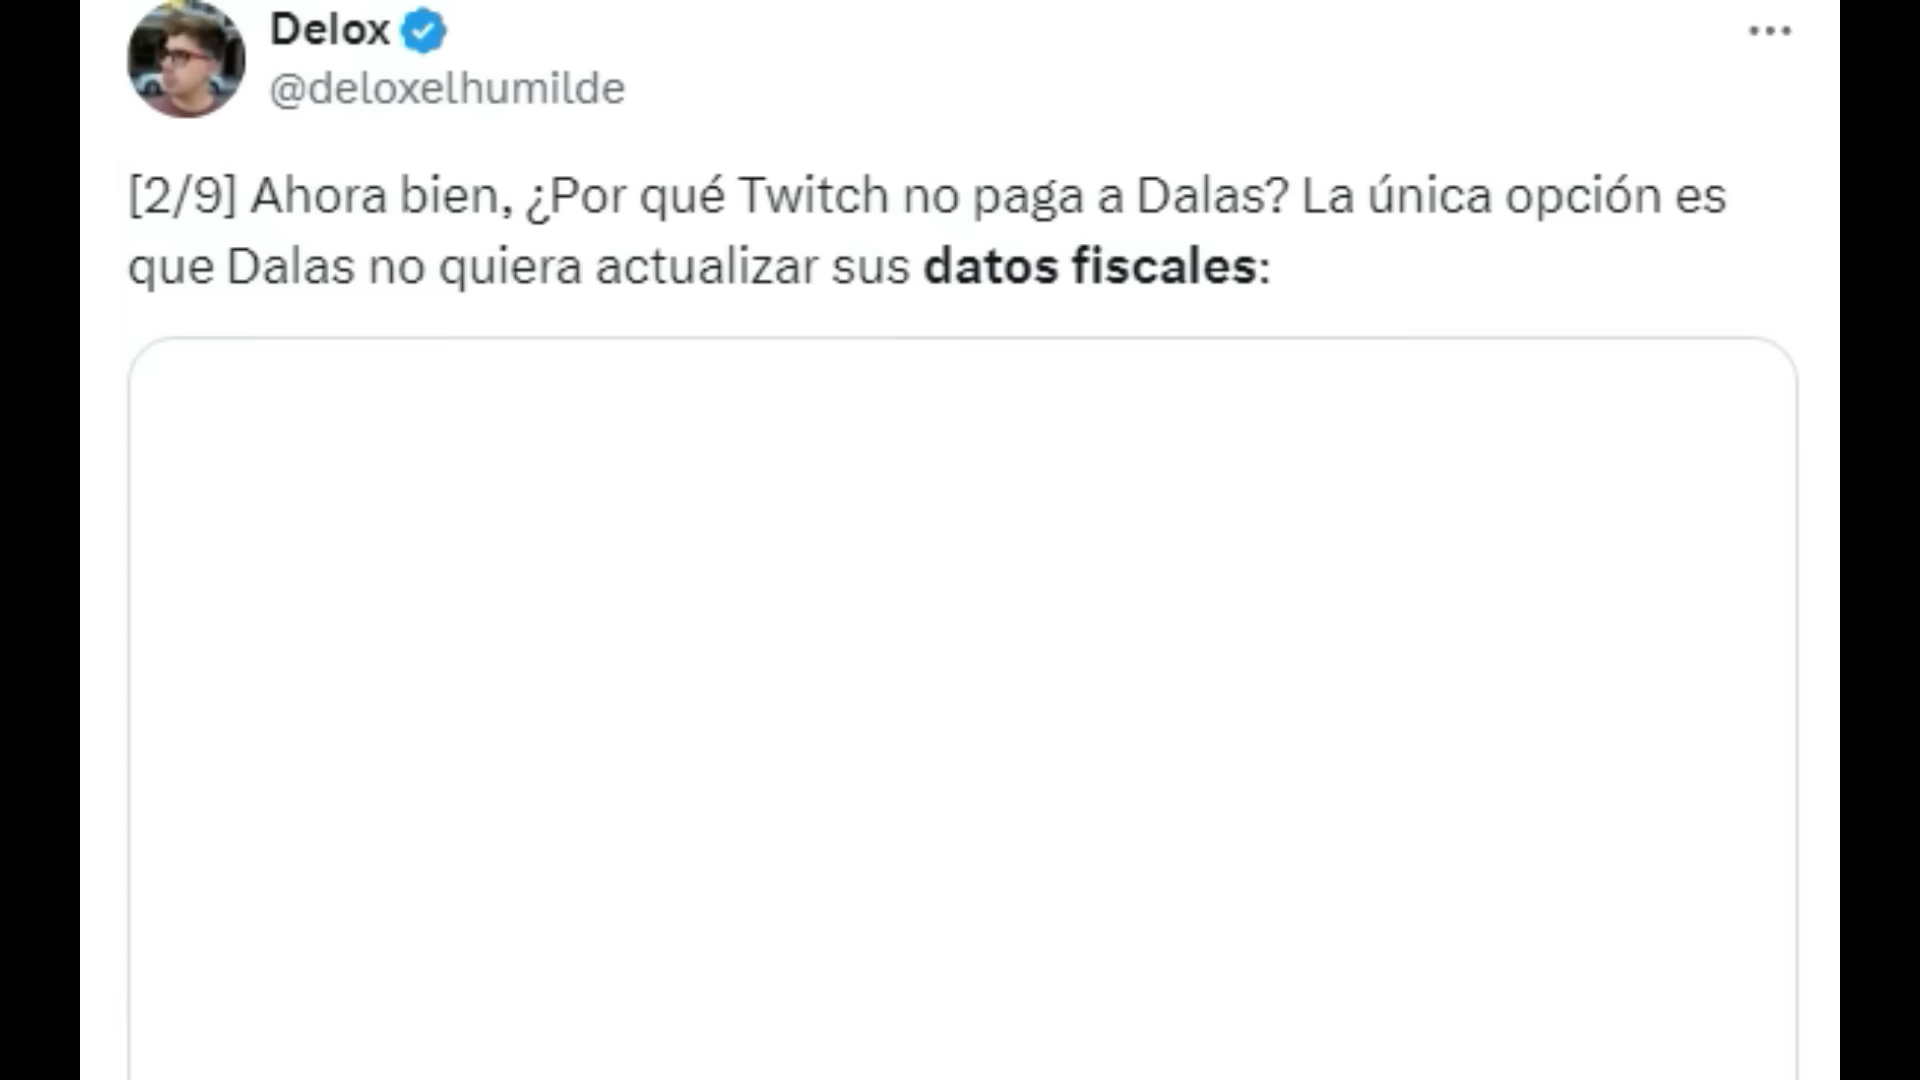 Delox
@deloxelhumilde
[2/9] Ahora bien, ¿Por qué Twitch no paga a Dalas? La única opción es
que Dalas no quiera actualizar sus datos fiscales: